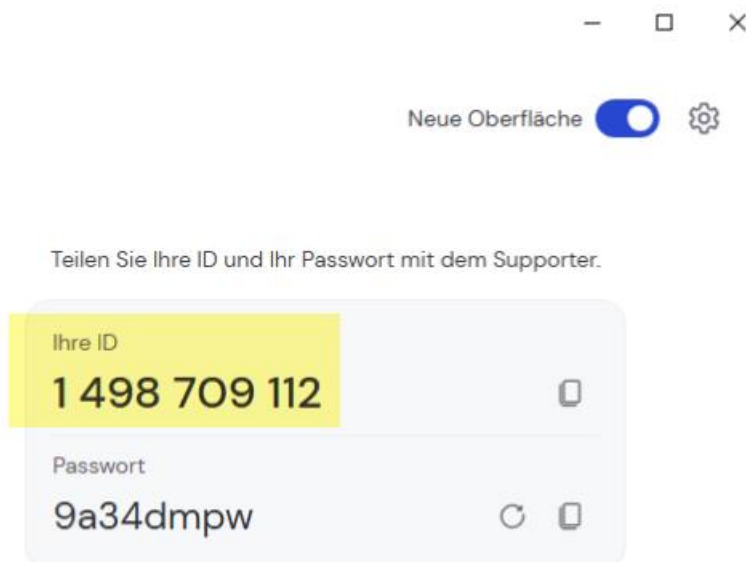 Neue Oberfläche
Teilen Sie Ihre ID und Ihr Passwort mit dem Supporter.
Ihre ID
1 498 709 112
Passwort
9a34dmpw